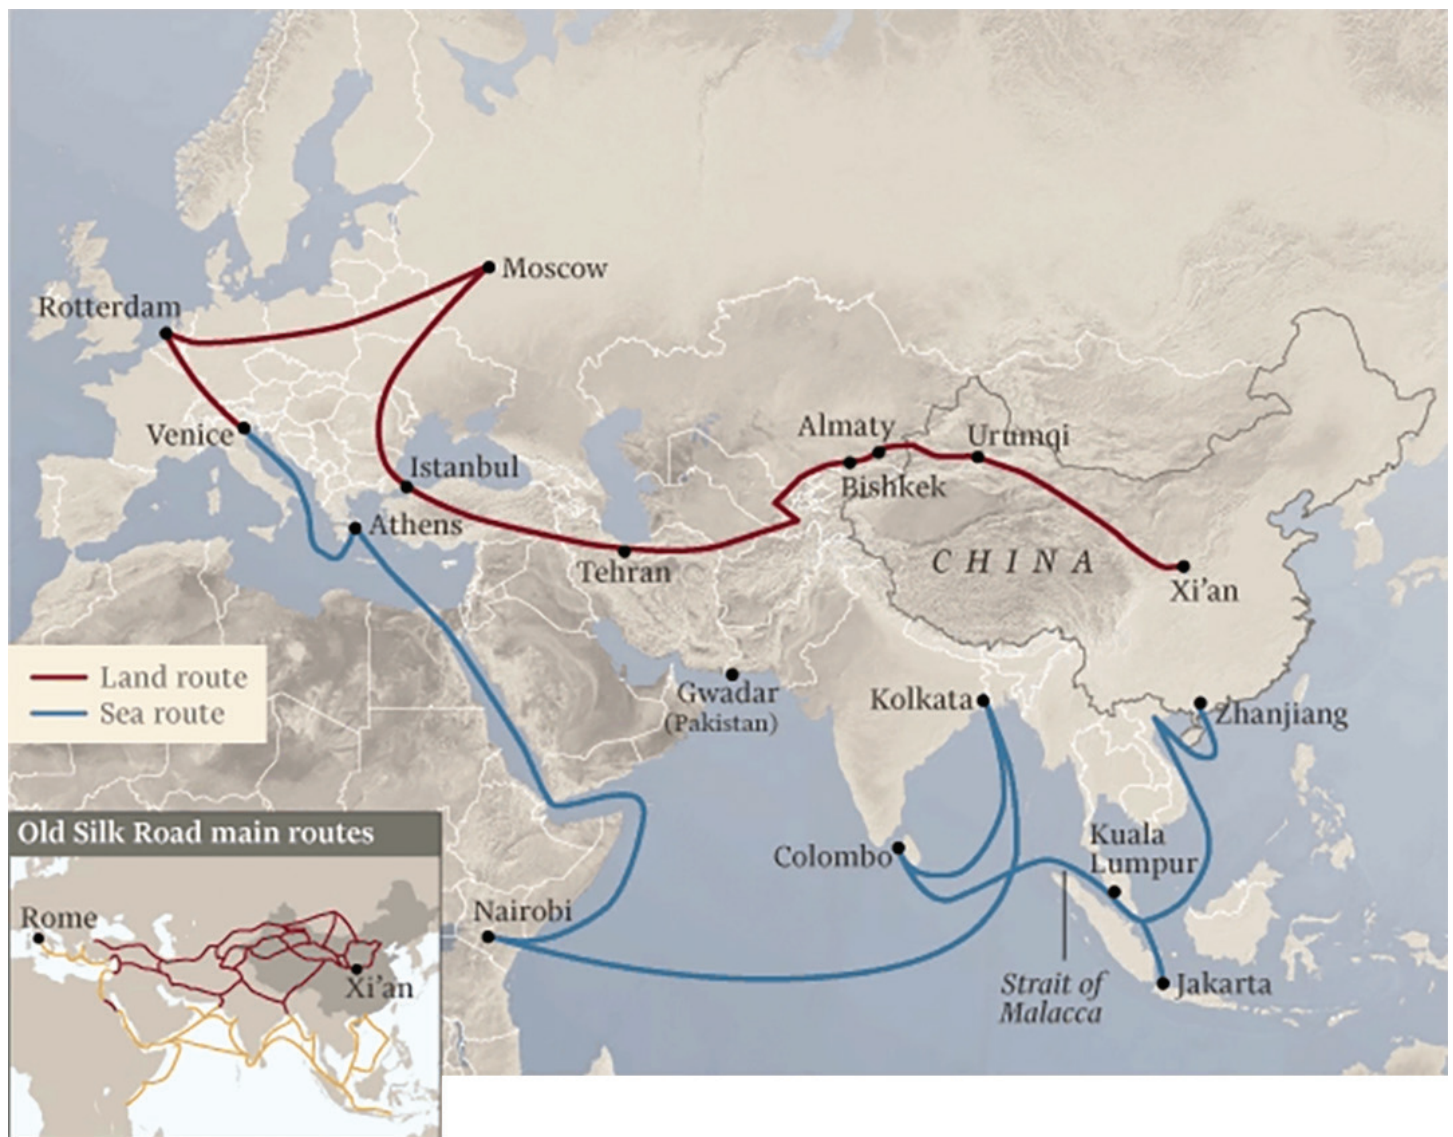 Moscow
Rotterdam
Venice
Istanbul
Athens
Almaty
Urumqi
Bishkek
Tehran
CHINA
Xi’an
Land route
Sea route
Gwadar
(Pakistan)
Kolkata
Zhanjiang
Colombo
Kuala
Lumpur
Nairobi
Strait of
Malacca
Jakarta
Old Silk Road main routes
Rome
Xi’an